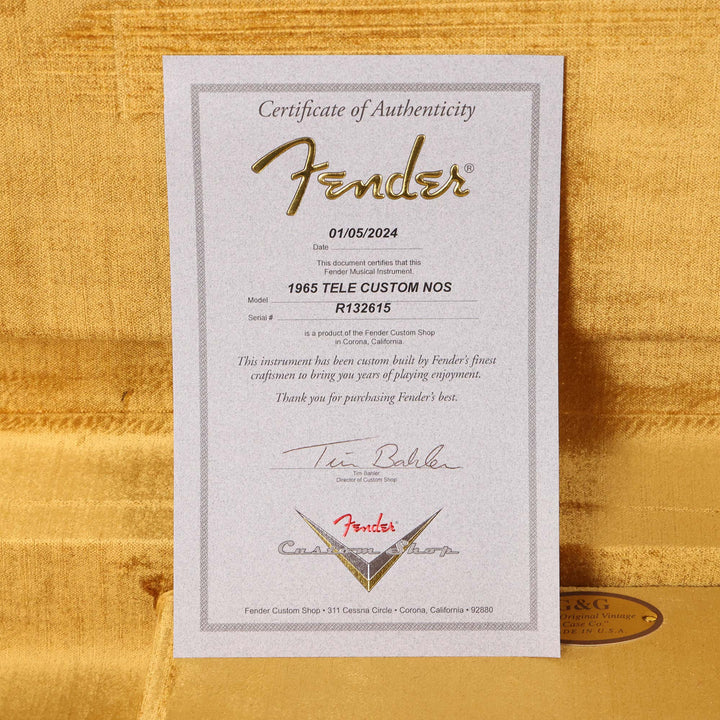 Certificate of Authenticity
Fender®
01/05/2024
Date
This document certifies that this
Fender Musical Instrument.
1965 TELE CUSTOM NOS
Model
R132615
Serial #
is a product of the Fender Custom Shop
in Corona, California.
This instrument has been custom built by Fender's finest
craftsmen to bring you years of playing enjoyment.
Thank you for purchasing Fender's best.
Tim Bahler
Tim Bahler
Director of Custom Shop
Fender
Custom Shop
Fender Custom Shop • 311 Cessna Circle • Corona, California • 92880
G&G
Original Vintage
Case Co.
MADE IN U.S.A.